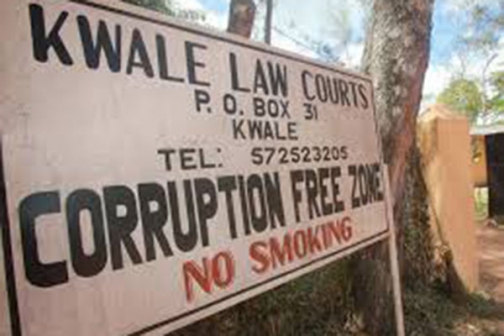 KWALE LAW COURTS
P. O. BOX 31
KWALE
TEL: 572523205
CORRUPTION FREE ZONE
NO SMOKING